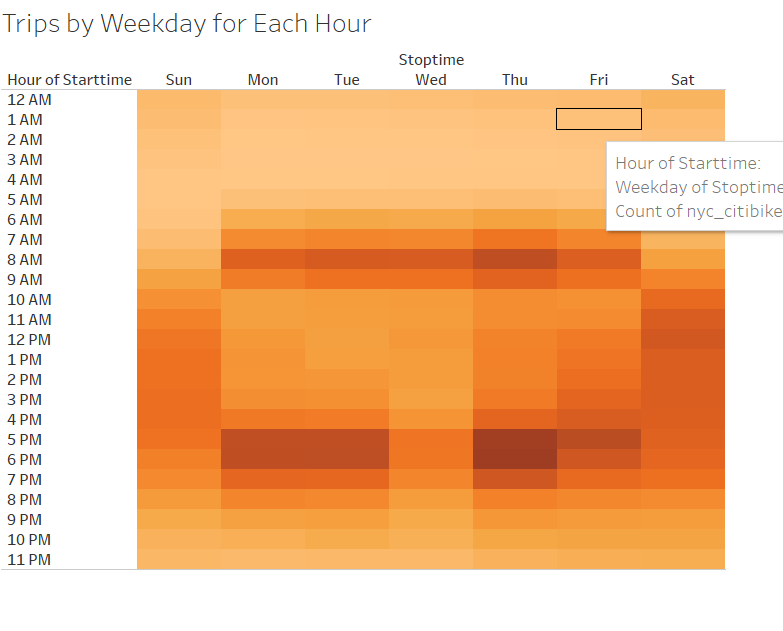 Trips by Weekday for Each Hour
Stoptime
Hour of Starttime Sun Mon Tue Wed Thu Fri Sat
12 AM
1 AM
2 AM
3 AM
4 AM
5 AM
6 AM
7 AM
8 AM
9 AM
10 AM
11 AM
12 PM
1 PM
2 PM
3 PM
4 PM
5 PM
6 PM
7 PM
8 PM
9 PM
10 PM
11 PM
Hour of Starttime:
Weekday of Stoptime
Count of nyc_citibike